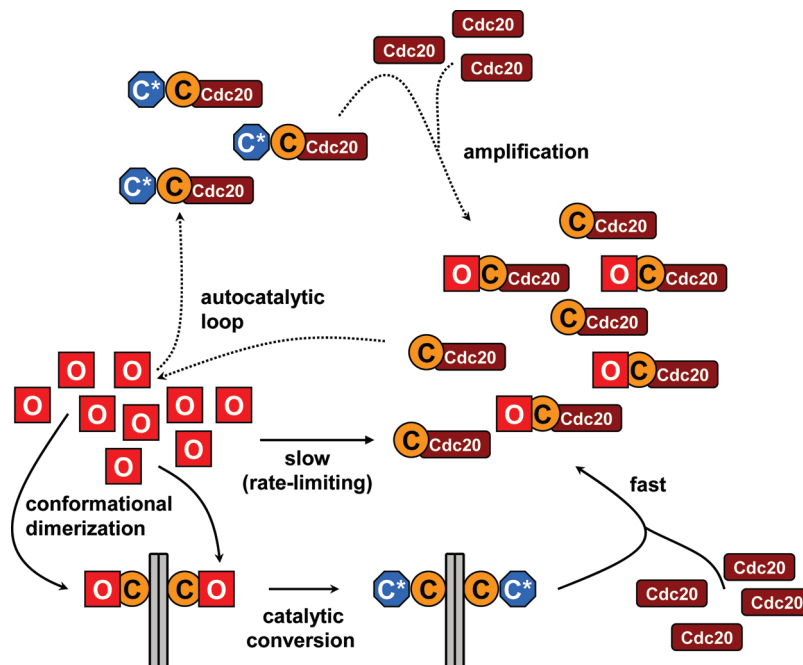 Cdc20
Cdc20
Cdc20
C* C Cdc20
C* C Cdc20
C* C Cdc20
amplification
C Cdc20
O C Cdc20
O C Cdc20
C Cdc20
autocatalytic
loop
C Cdc20
O C Cdc20
O O
O O O O O
O
O
O C Cdc20
C Cdc20
slow
(rate-limiting)
fast
conformational
dimerization
O C C O
catalytic
conversion
C* C C C*
Cdc20
Cdc20
Cdc20
Cdc20